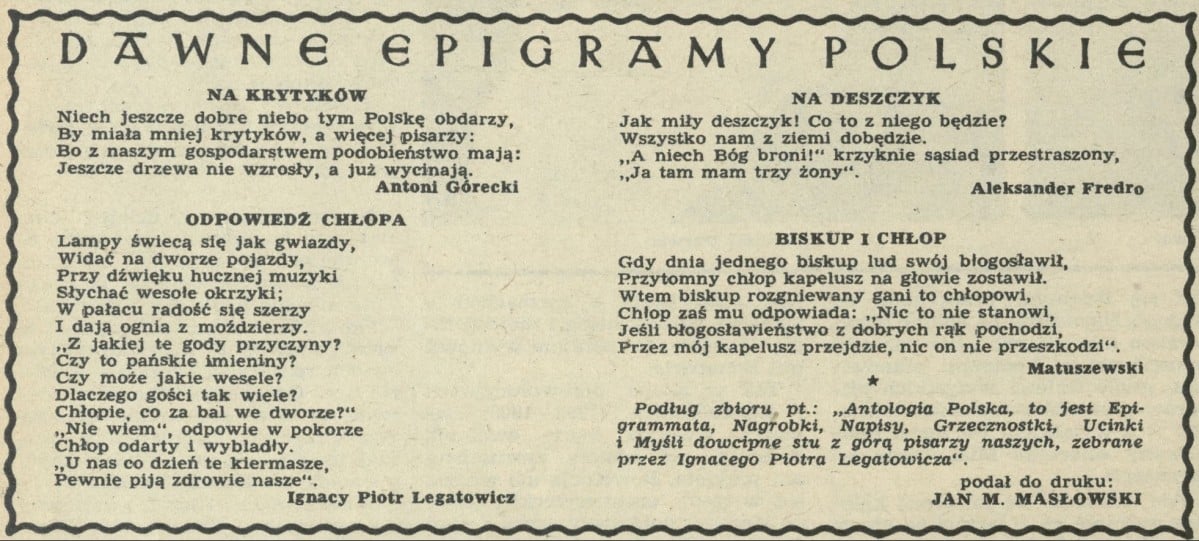 DAWNE EPIGRAMY POLSKIE
NA KRYTYKÓW
Niech jeszcze dobre niebo tym Polskę obdarzy,
By miała mniej krytyków, a więcej pisarzy:
Bo z naszym gospodarstwem podobieństwo mają:
Jeszcze drzewa nie wzrosły, a już wycinają.
Antoni Górecki
ODPOWIEDŹ CHŁOPA
Lampy świecą się jak gwiazdy,
Widać na dworze pojazdy,
Przy dźwięku hucznej muzyki
Słychać wesołe okrzyki;
W pałacu radość się szerzy
I dają ognia z moździerzy.
„Z jakiej te gody przyczyny?
Czy to pańskie imieniny?
Czy może jakie wesele?
Dlaczego gości tak wiele?
Chłopie, co za bal we dworze?"
„Nie wiem", odpowie w pokorze
Chłop odarty i wybladły.
„U nas co dzień te kiermasze,
Pewnie piją zdrowie nasze".
Ignacy Piotr Legatowicz
NA DESZCZYK
Jak miły deszczyk! Co to z niego będzie?
Wszystko nam z ziemi dobędzie.
„A niech Bóg broni!" krzyknie sąsiad przestraszony,
„Ja tam mam trzy żony".
Aleksander Fredro
BISKUP I CHŁOP
Gdy dnia jednego biskup lud swój błogosławił,
Przytomny chłop kapelusz na głowie zostawił.
Wtem biskup rozgniewany gani to chłopowi,
Chłop zaś mu odpowiada: „Nic to nie stanowi,
Jeśli błogosławieństwo z dobrych rąk pochodzi,
Przez mój kapelusz przejdzie, nic on nie przeszkodzi".
Matuszewski
★
Podług zbioru, pt.: „Antologia Polska, to jest Epi-
grammata, Nagrobki, Napisy, Grzecznostki, Ucinki
i Myśli dowcipne stu z górą pisarzy naszych, zebrane
przez Ignacego Piotra Legatowicza".
podał do druku:
JAN M. MASŁOWSKI